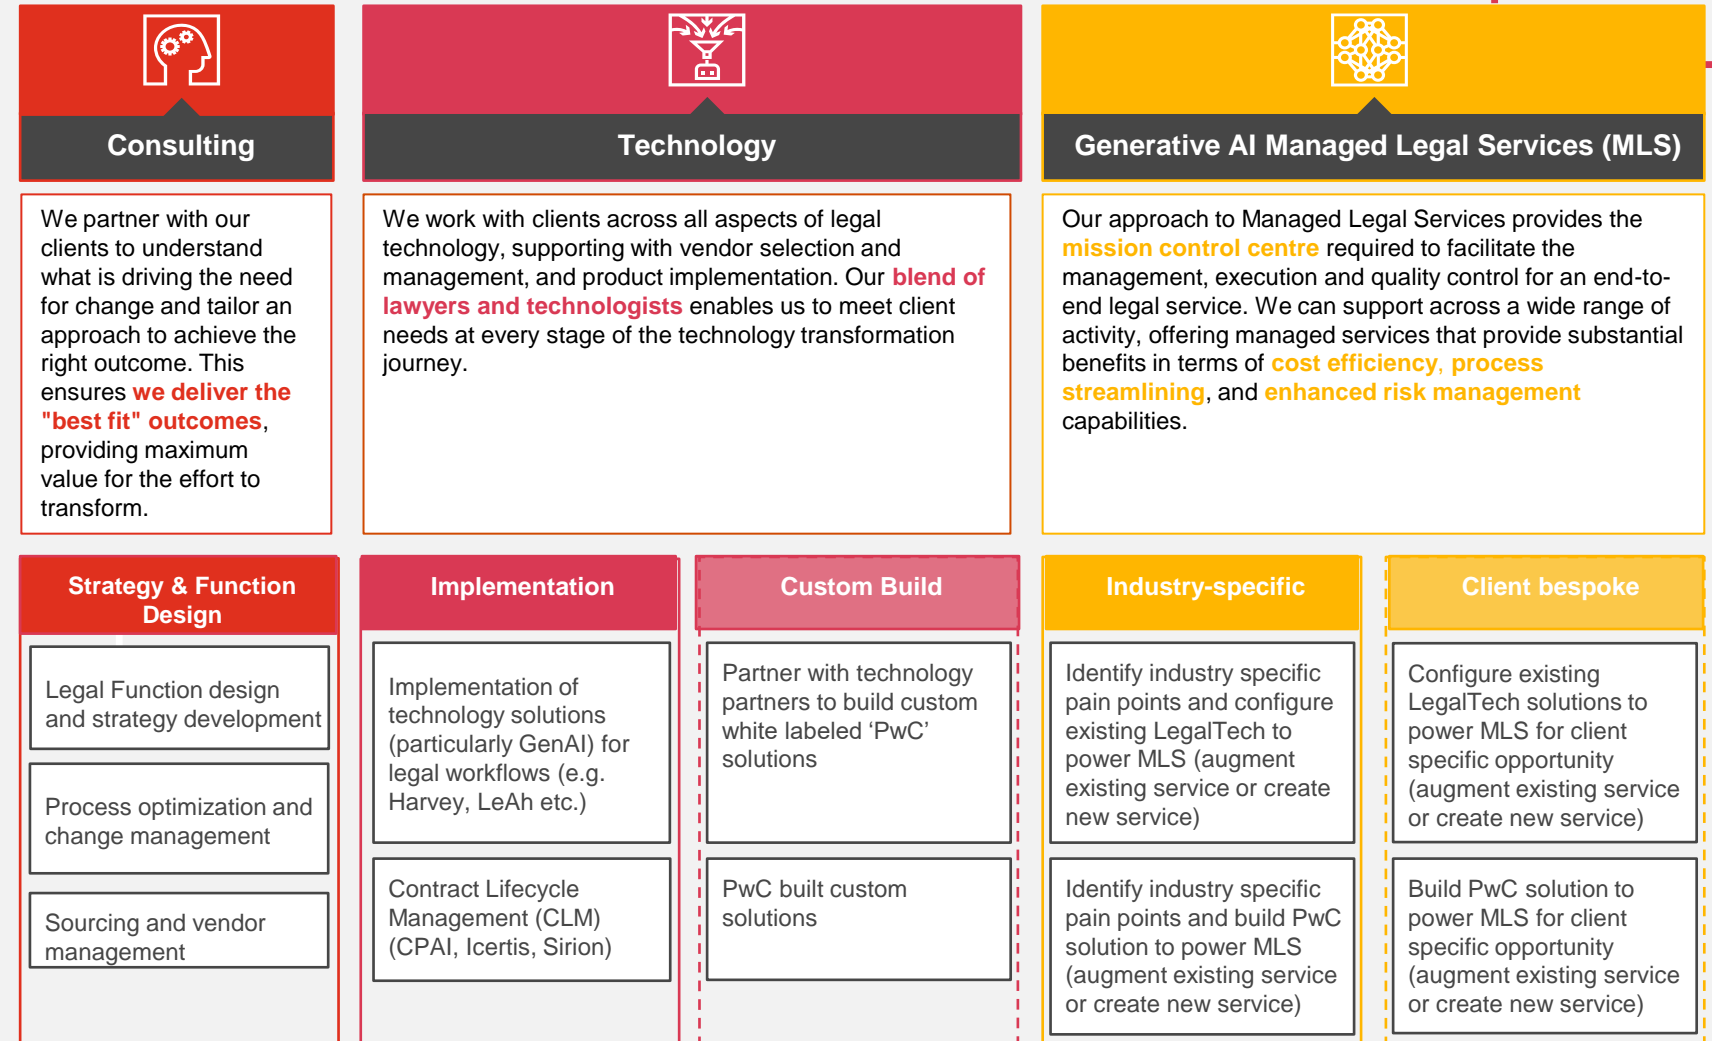 Consulting
Technology
Generative AI Managed Legal Services (MLS)
We partner with our
clients to understand
what is driving the need
for change and tailor an
approach to achieve the
right outcome. This
ensures we deliver the
"best fit" outcomes,
providing maximum
value for the effort to
transform.
We work with clients across all aspects of legal
technology, supporting with vendor selection and
management, and product implementation. Our blend of
lawyers and technologists enables us to meet client
needs at every stage of the technology transformation
journey.
Our approach to Managed Legal Services provides the
mission control centre required to facilitate the
management, execution and quality control for an end-to-
end legal service. We can support across a wide range of
activity, offering managed services that provide substantial
benefits in terms of cost efficiency, process
streamlining, and enhanced risk management
capabilities.
Strategy & Function
Design
Legal Function design
and strategy development
Process optimization and
change management
Sourcing and vendor
management
Implementation
Implementation of
technology solutions
(particularly GenAI) for
legal workflows (e.g.
Harvey, LeAh etc.)
Contract Lifecycle
Management (CLM)
(CPAI, Icertis, Sirion)
Custom Build
Partner with technology
partners to build custom
white labeled ‘PwC’
solutions
PwC built custom
solutions
Industry-specific
Identify industry specific
pain points and configure
existing LegalTech to
power MLS (augment
existing service or create
new service)
Identify industry specific
pain points and build PwC
solution to power MLS
(augment existing service
or create new service)
Client bespoke
Configure existing
LegalTech solutions to
power MLS for client
specific opportunity
(augment existing service
or create new service)
Build PwC solution to
power MLS for client
specific opportunity
(augment existing service
or create new service)